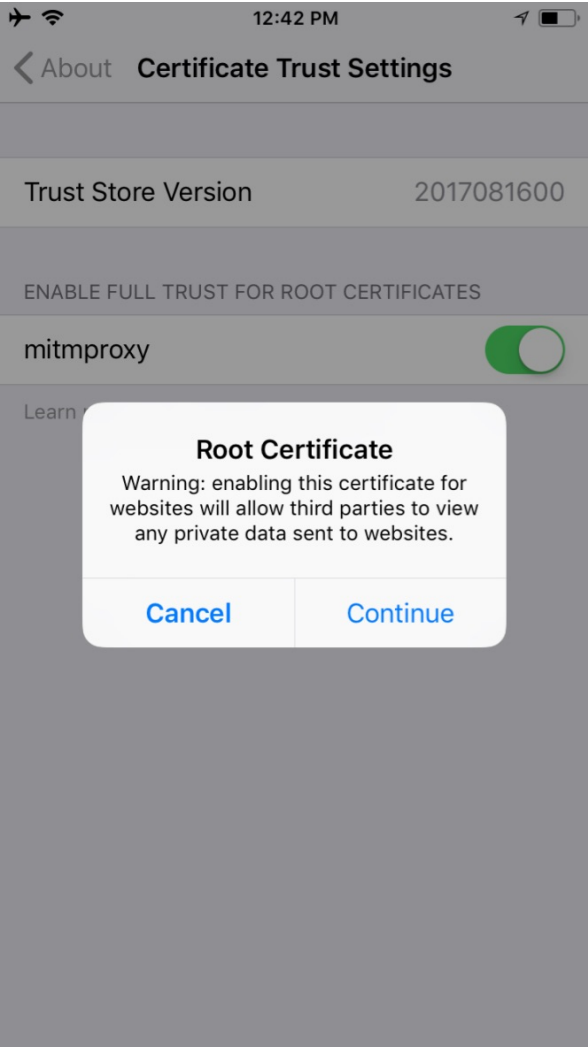 12:42 PM
About Certificate Trust Settings
Trust Store Version 2017081600
ENABLE FULL TRUST FOR ROOT CERTIFICATES
mitmproxy
Learn
Root Certificate
Warning: enabling this certificate for
websites will allow third parties to view
any private data sent to websites.
Cancel Continue